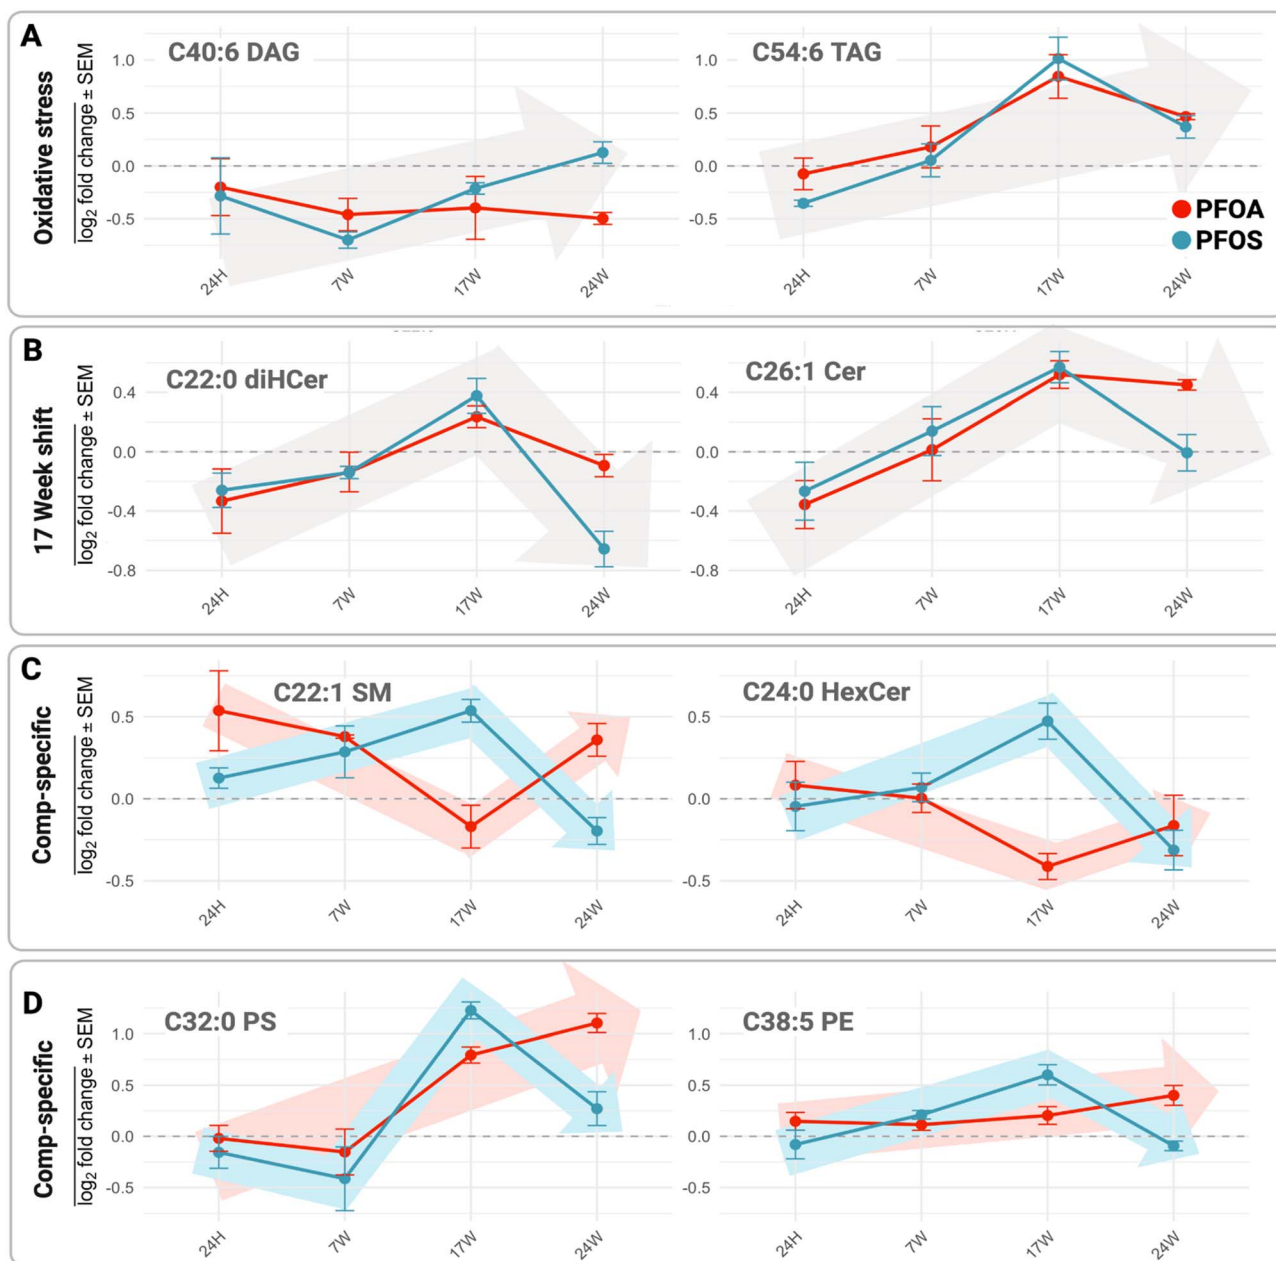 A
Oxidative stress
log2 fold change ± SEM
C40:6 DAG
1.0
0.5
0.0
-0.5
24H
7W
17W
24W
C54:6 TAG
1.0
0.5
0.0
-0.5
24H
7W
17W
24W
PFOA
PFOS
B
17 Week shift
log2 fold change ± SEM
C22:0 diHCer
0.4
0.0
-0.4
-0.8
24H
7W
17W
24W
C26:1 Cer
0.4
0.0
-0.4
-0.8
24H
7W
17W
24W
C
Comp-specific
log2 fold change ± SEM
C22:1 SM
0.5
0.0
-0.5
24H
7W
17W
24W
C24:0 HexCer
0.5
0.0
-0.5
24H
7W
17W
24W
D
Comp-specific
log2 fold change ± SEM
C32:0 PS
1.0
0.5
0.0
-0.5
24H
7W
17W
24W
C38:5 PE
1.0
0.5
0.0
-0.5
24H
7W
17W
24W